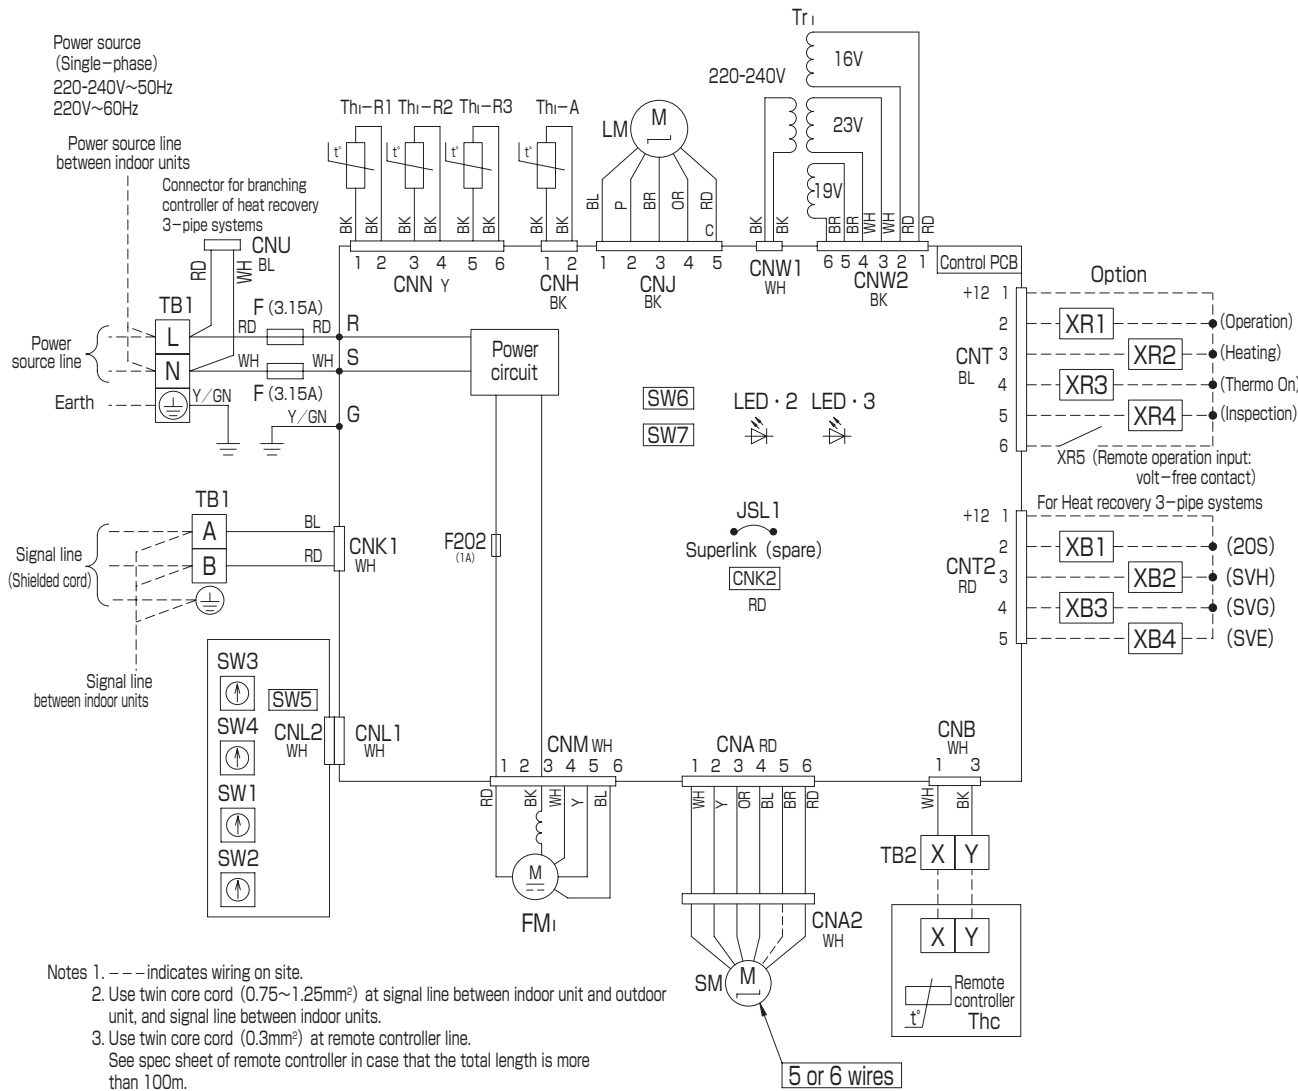 Power source
(Single-phase)
220-240V~50Hz
220V~60Hz
Power source line
between indoor units
Connector for branching
controller of heat recovery
3-pipe systems
CNU
BL
RD
WH
TB1
L
N
Power
source line
Earth
F (3.15A)
RD
RD
R
WH
WH
S
F (3.15A)
Y/GN
Y/GN
G
Th I-R1
Th I-R2
Th I-R3
Th I-A
t°
t°
t°
t°
BK BK BK BK BK BK
1 2 3 4 5 6
CNN Y
BK BK
1 2
CNH
BK
LM
M
BL P BR OR RD
C
1 2 3 4 5
CNJ
BK
Tr I
16V
220-240V
23V
19V
BK BK
CNW1
WH
BR BR WH WH RD RD
6 5 4 3 2 1
CNW2
BK
Control PCB
Option
+12 1
2
XR1
(Operation)
CNT
BL
3
XR2
(Heating)
4
XR3
(Thermo On)
5
XR4
(Inspection)
6
XR5 (Remote operation input:
volt-free contact)
For Heat recovery 3-pipe systems
+12 1
2
XB1
(20S)
CNT2
RD
3
XB2
(SVH)
4
XB3
(SVG)
5
XB4
(SVE)
Power
circuit
SW6
SW7
LED・2
LED・3
JSL1
Superlink (spare)
CNK2
RD
F202
(1A)
TB1
A
B
BL
RD
CNK1
WH
Signal line
(Shielded cord)
Signal line
between indoor units
SW3
SW5
SW4
SW1
SW2
CNL2
WH
CNL1
WH
CNM WH
1 2 3 4 5 6
RD BK WH Y BL
M
FM I
CNA RD
1 2 3 4 5 6
WH Y OR BL BR RD
CNA2
WH
SM
M
5 or 6 wires
CNB
WH
1 3
WH BK
TB2
X Y
X Y
Remote
controller
t°
Thc
Notes 1. ---indicates wiring on site.
2. Use twin core cord (0.75~1.25mm²) at signal line between indoor unit and outdoor
unit, and signal line between indoor units.
3. Use twin core cord (0.3mm²) at remote controller line.
See spec sheet of remote controller in case that the total length is more
than 100m.